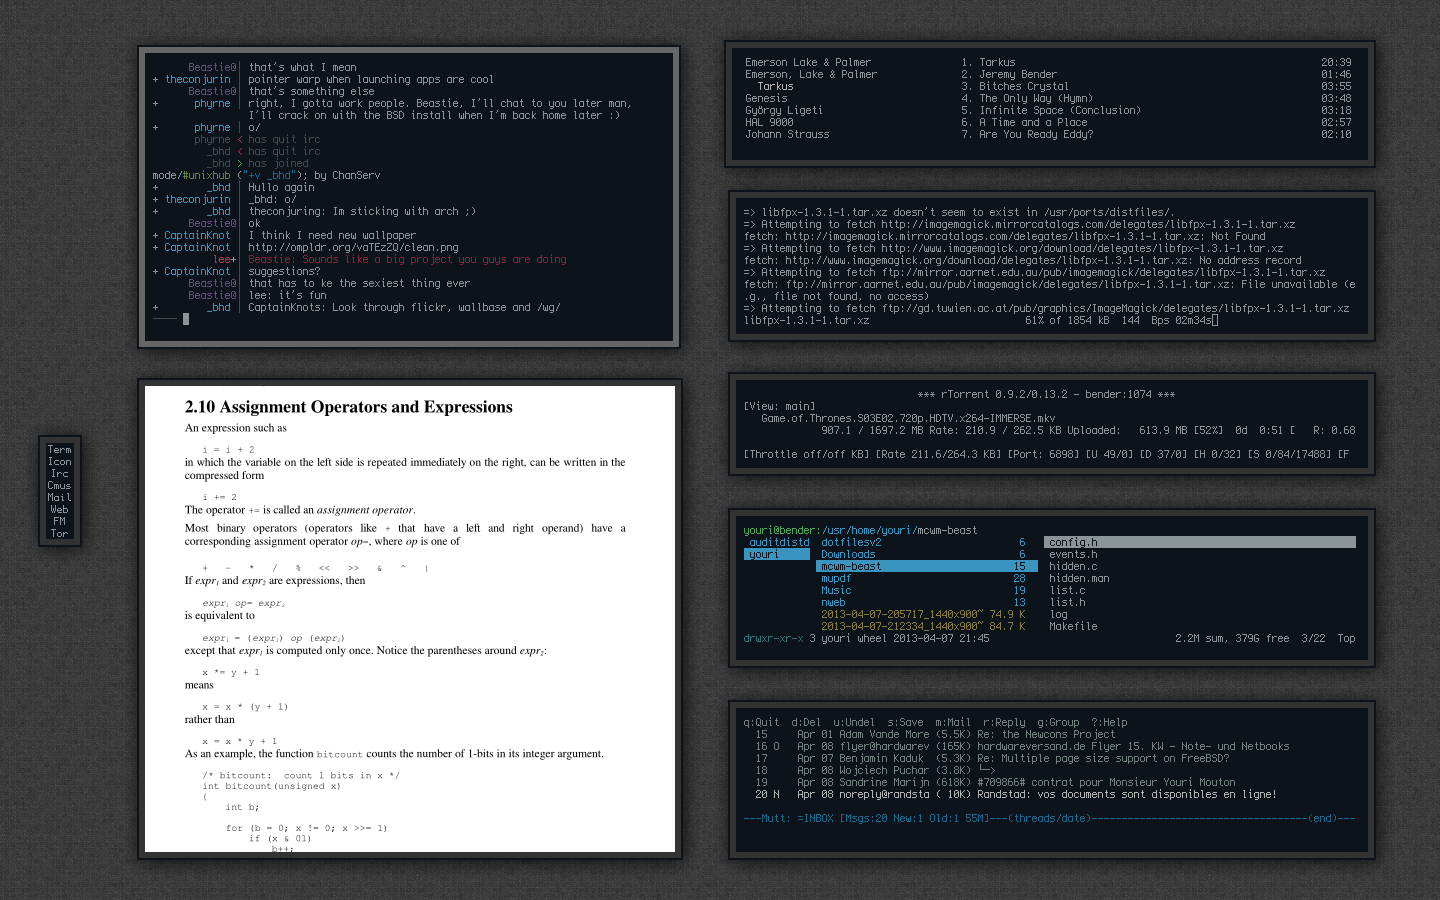 Beastie@│ that's what I mean
+ theconjurin│ pointer warp when launching apps are cool
Beastie@│ that's something else
+ phyrne│ right, I gotta work people. Beastie, I'll chat to you later man,
I'll crack on with the BSD install when I'm back home later :)
+ phyrne│ o/
phyrne < has quit irc
_bhd < has quit irc
_bhd > has joined
mode/#unixhub ("+v _bhd"); by ChanServ
+ _bhd│ Hullo again
+ theconjurin│ _bhd: o/
+ _bhd│ theconjuring: Im sticking with arch ;)
Beastie@│ ok
+ CaptainKnot│ I think I need new wallpaper
+ CaptainKnot│ http://ompldr.org/vaTEzZQ/clean.png
lee+│ Beastie: Sounds like a big project you guys are doing
+ CaptainKnot│ suggestions?
Beastie@│ that has to ke the sexiest thing ever
Beastie@│ lee: it's fun
+ _bhd│ CaptainKnots: Look through flickr, wallbase and /wg/
Term
Icon
Irc
Cmus
Mail
Web
FM
Tor
2.10 Assignment Operators and Expressions
An expression such as
i = i + 2
in which the variable on the left side is repeated immediately on the right, can be written in the
compressed form
i += 2
The operator += is called an assignment operator.
Most binary operators (operators like + that have a left and right operand) have a
corresponding assignment operator op=, where op is one of
+ - * / % << >> & ^ |
If expr₁ and expr₂ are expressions, then
expr₁ op= expr₂
is equivalent to
expr₁ = (expr₁) op (expr₂)
except that expr₁ is computed only once. Notice the parentheses around expr₂:
x *= y + 1
means
x = x * (y + 1)
rather than
x = x * y + 1
As an example, the function bitcount counts the number of 1-bits in its integer argument.
/* bitcount: count 1 bits in x */
int bitcount(unsigned x)
{
int b;
for (b = 0; x != 0; x >>= 1)
if (x & 01)
b++;
Emerson Lake & Palmer 1. Tarkus 20:39
Emerson, Lake & Palmer 2. Jeremy Bender 01:46
Tarkus 3. Bitches Crystal 03:55
Genesis 4. The Only Way (Hymn) 03:48
György Ligeti 5. Infinite Space (Conclusion) 03:18
HAL 9000 6. A Time and a Place 02:57
Johann Strauss 7. Are You Ready Eddy? 02:10
=> libfpx-1.3.1-1.tar.xz doesn't seem to exist in /usr/ports/distfiles/.
=> Attempting to fetch http://imagemagick.mirrorcatalogs.com/delegates/libfpx-1.3.1-1.tar.xz
fetch: http://imagemagick.mirrorcatalogs.com/delegates/libfpx-1.3.1-1.tar.xz: Not Found
=> Attempting to fetch http://www.imagemagick.org/download/delegates/libfpx-1.3.1-1.tar.xz
fetch: http://www.imagemagick.org/download/delegates/libfpx-1.3.1-1.tar.xz: No address record
=> Attempting to fetch ftp://mirror.aarnet.edu.au/pub/imagemagick/delegates/libfpx-1.3.1-1.tar.xz
fetch: ftp://mirror.aarnet.edu.au/pub/imagemagick/delegates/libfpx-1.3.1-1.tar.xz: File unavailable (e
.g., file not found, no access)
=> Attempting to fetch ftp://gd.tuwien.ac.at/pub/graphics/ImageMagick/delegates/libfpx-1.3.1-1.tar.xz
libfpx-1.3.1-1.tar.xz 61% of 1854 kB 144 Bps 02m34s
*** rTorrent 0.9.2/0.13.2 - bender:1074 ***
[View: main]
Game.of.Thrones.S03E02.720p.HDTV.x264-IMMERSE.mkv
907.1 / 1697.2 MB Rate: 210.9 / 262.5 KB Uploaded: 613.9 MB [52%] 0d 0:51 [ R: 0.68
[Throttle off/off KB] [Rate 211.6/264.3 KB] [Port: 6898] [U 49/0] [D 37/0] [H 0/32] [S 0/84/17488] [F
youri@bender:/usr/home/youri/mcwm-beast
auditdistd dotfilesv2 6 config.h
youri Downloads 6 events.h
mcwm-beast 15 hidden.c
mupdf 28 hidden.man
Music 19 list.c
nweb 13 list.h
2013-04-07-205717_1440x900~ 74.9 K log
2013-04-07-212334_1440x900~ 84.7 K Makefile
drwxr-xr-x 3 youri wheel 2013-04-07 21:45 2.2M sum, 379G free 3/22 Top
q:Quit d:Del u:Undel s:Save m:Mail r:Reply g:Group ?:Help
15 Apr 01 Adam Vande More (5.5K) Re: the Newcons Project
16 O Apr 08 flyer@hardwarev (165K) hardwareversand.de Flyer 15. KW - Note- und Netbooks
17 Apr 07 Benjamin Kaduk (5.3K) Re: Multiple page size support on FreeBSD?
18 Apr 08 Wojciech Puchar (3.8K) └─>
19 Apr 08 Sandrine Marijn (618K) #709866# contrat pour Monsieur Youri Mouton
20 N Apr 08 noreply@randsta ( 10K) Randstad: vos documents sont disponibles en ligne!
---Mutt: =INBOX [Msgs:20 New:1 Old:1 55M]---(threads/date)------------------------------------(end)---